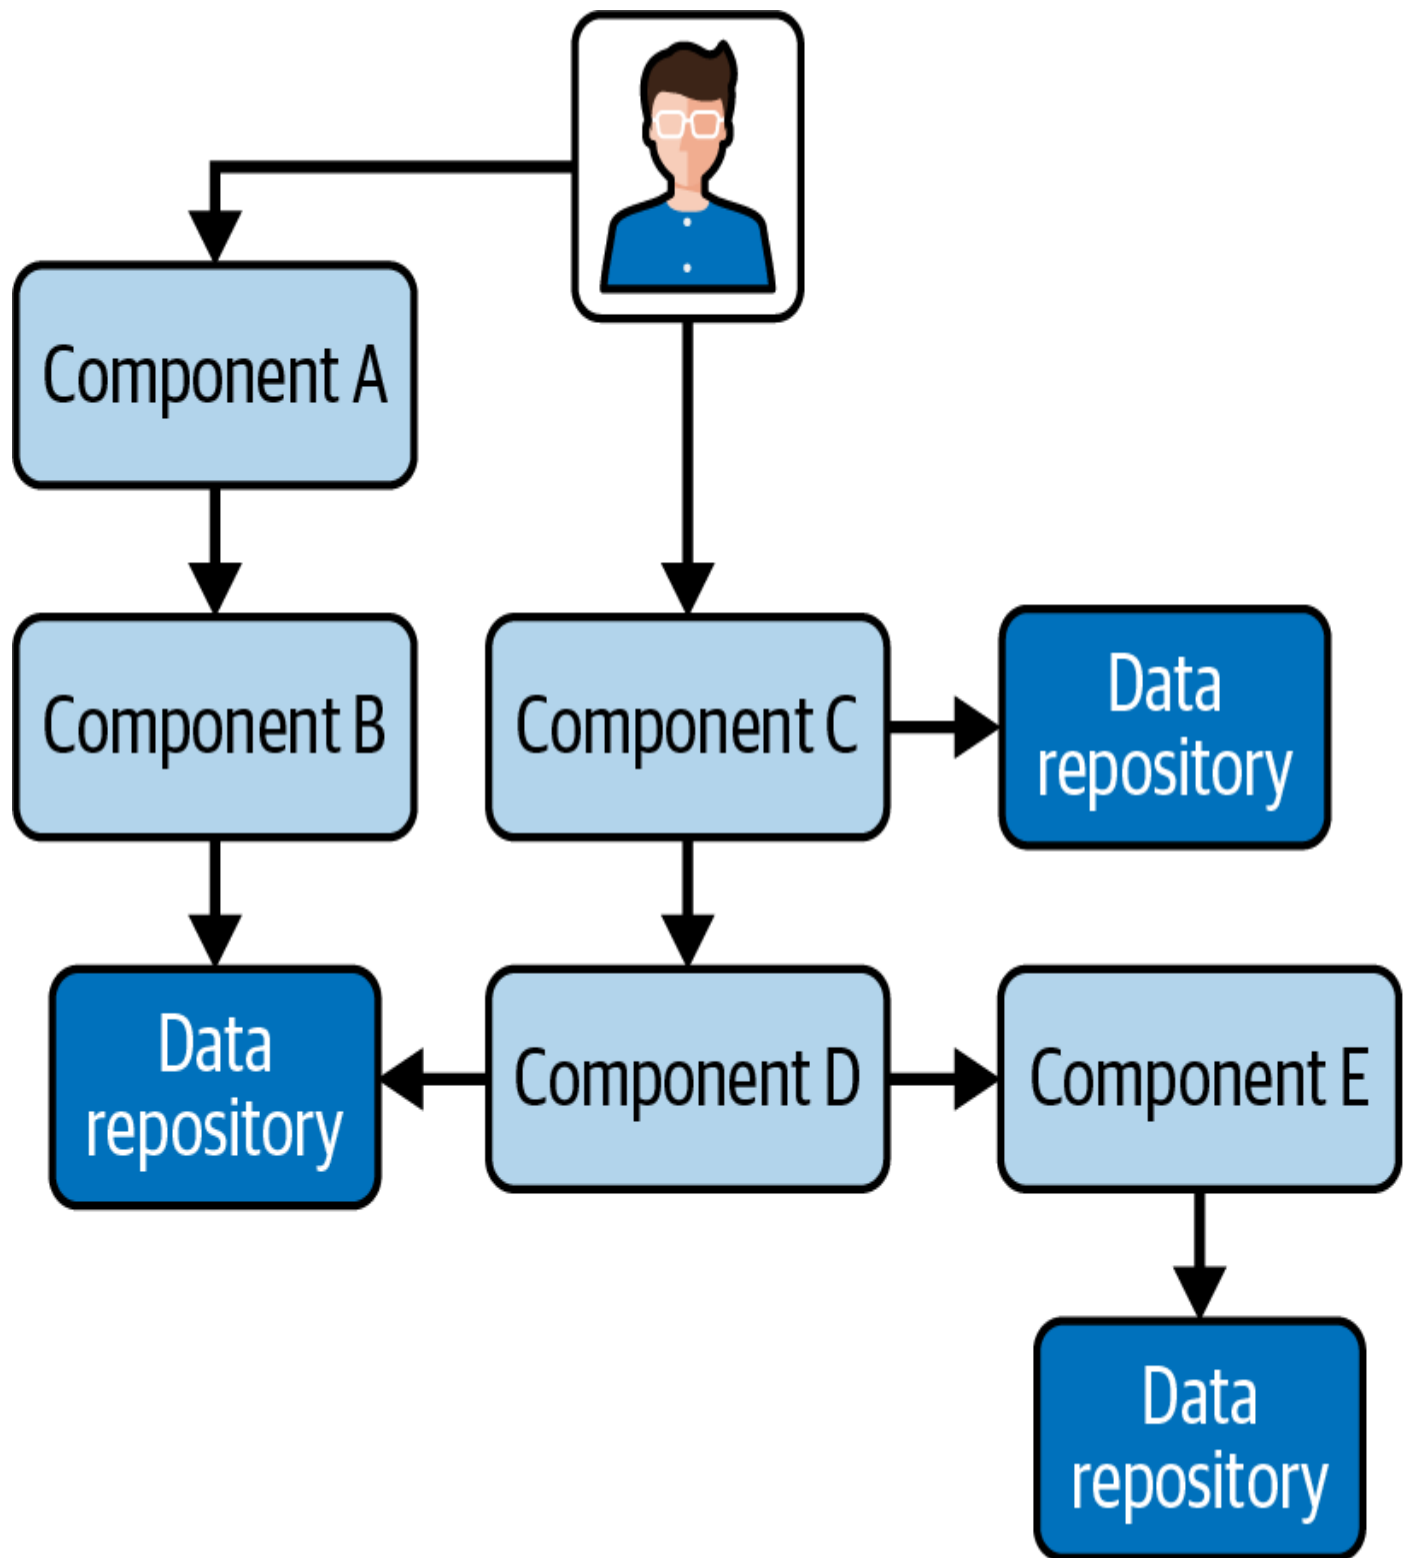 Component A
Component B
Component C
Data
repository
Data
repository
Component D
Component E
Data
repository